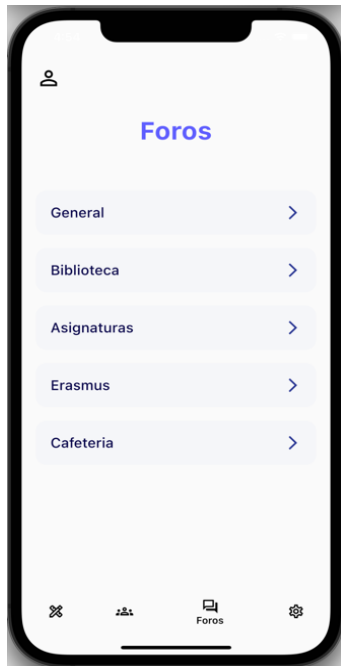 Foros
General
Biblioteca
Asignaturas
Erasmus
Cafeteria
Foros